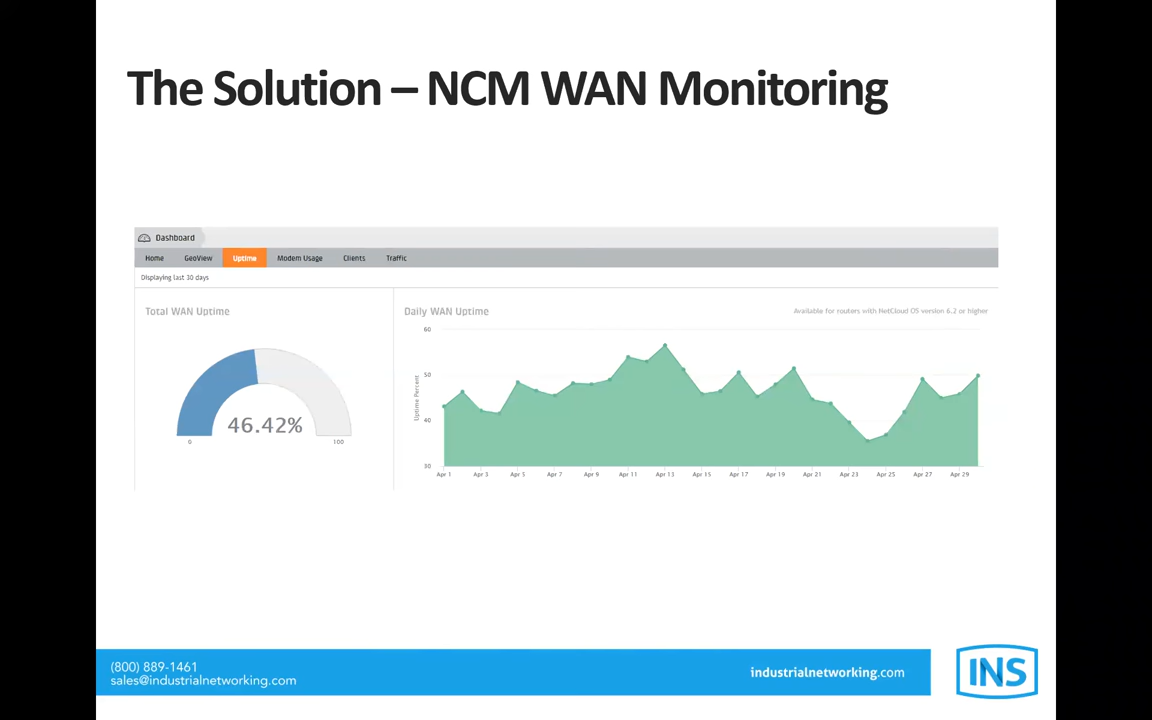 The Solution – NCM WAN Monitoring
Dashboard
Home GeoView Uptime Modem Usage Clients Traffic
Displaying last 30 days
Total WAN Uptime
46.42%
0 100
Daily WAN Uptime
Available for routers with NetCloud OS version 6.2 or higher
Uptime Percent
60
50
40
30
Apr 1 Apr 3 Apr 5 Apr 7 Apr 9 Apr 11 Apr 13 Apr 15 Apr 17 Apr 19 Apr 21 Apr 23 Apr 25 Apr 27 Apr 29
(800) 889-1461
sales@industrialnetworking.com
industrialnetworking.com
INS